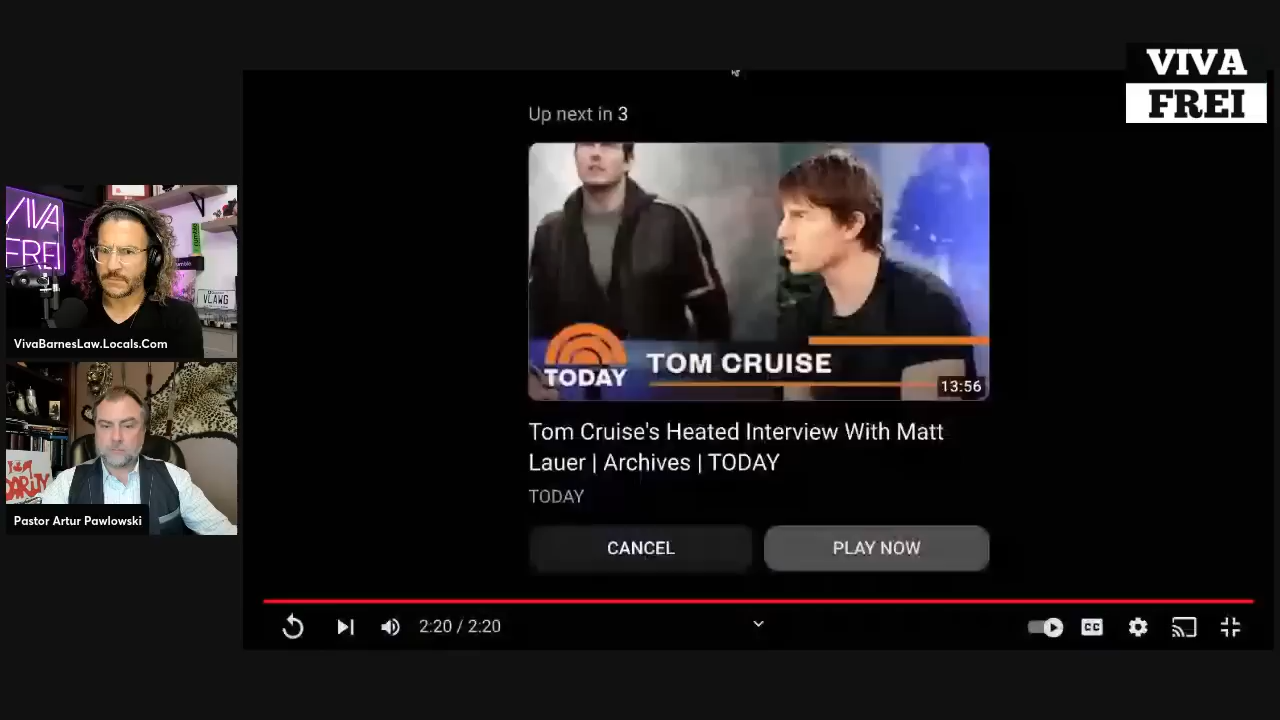 VIVA
FREI
Up next in 3
TODAY
TOM CRUISE
13:56
Tom Cruise's Heated Interview With Matt
Lauer | Archives | TODAY
TODAY
CANCEL
PLAY NOW
2:20 / 2:20
CC
VIVA
FREI
VLAWG
VivaBarnesLaw.Locals.Com
Pastor Artur Pawlowski